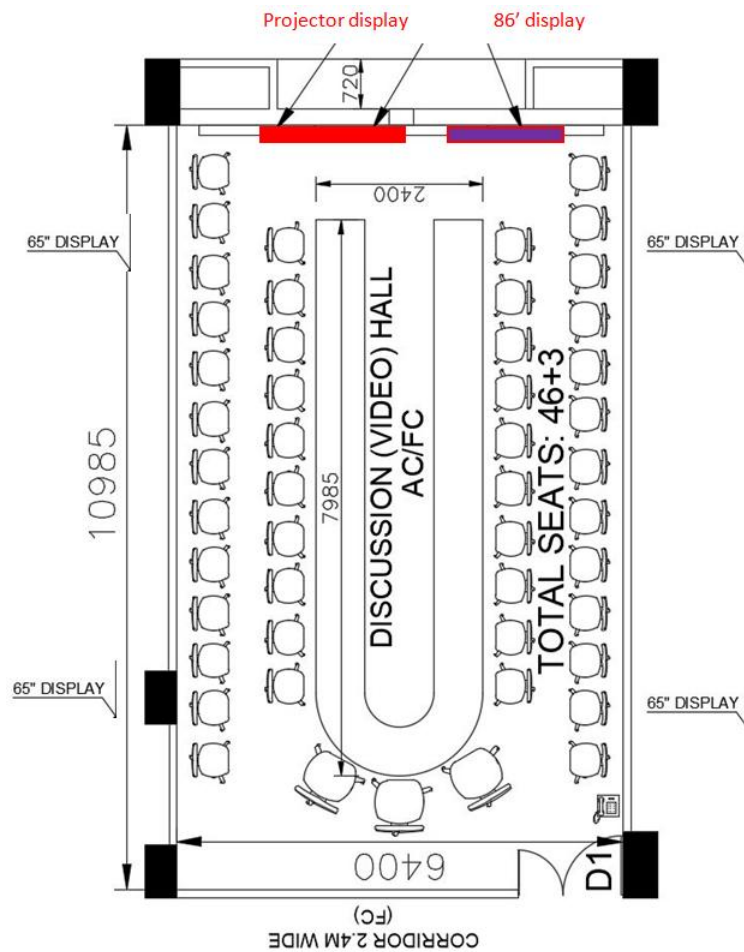 Projector display
86' display
720
2400
65" DISPLAY
65" DISPLAY
DISCUSSION (VIDEO) HALL
AC/FC
TOTAL SEATS: 46+3
10985
7985
65" DISPLAY
65" DISPLAY
6400
D1
CORRIDOR 2.4M WIDE
(FC)